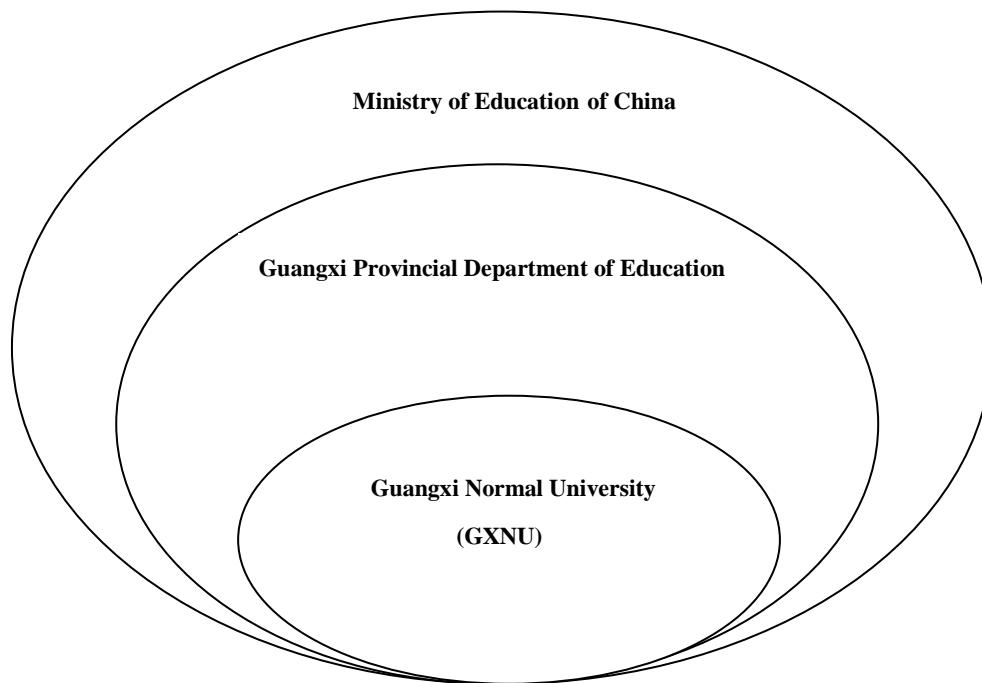 Ministry of Education of China
Guangxi Provincial Department of Education
Guangxi Normal University
(GXNU)